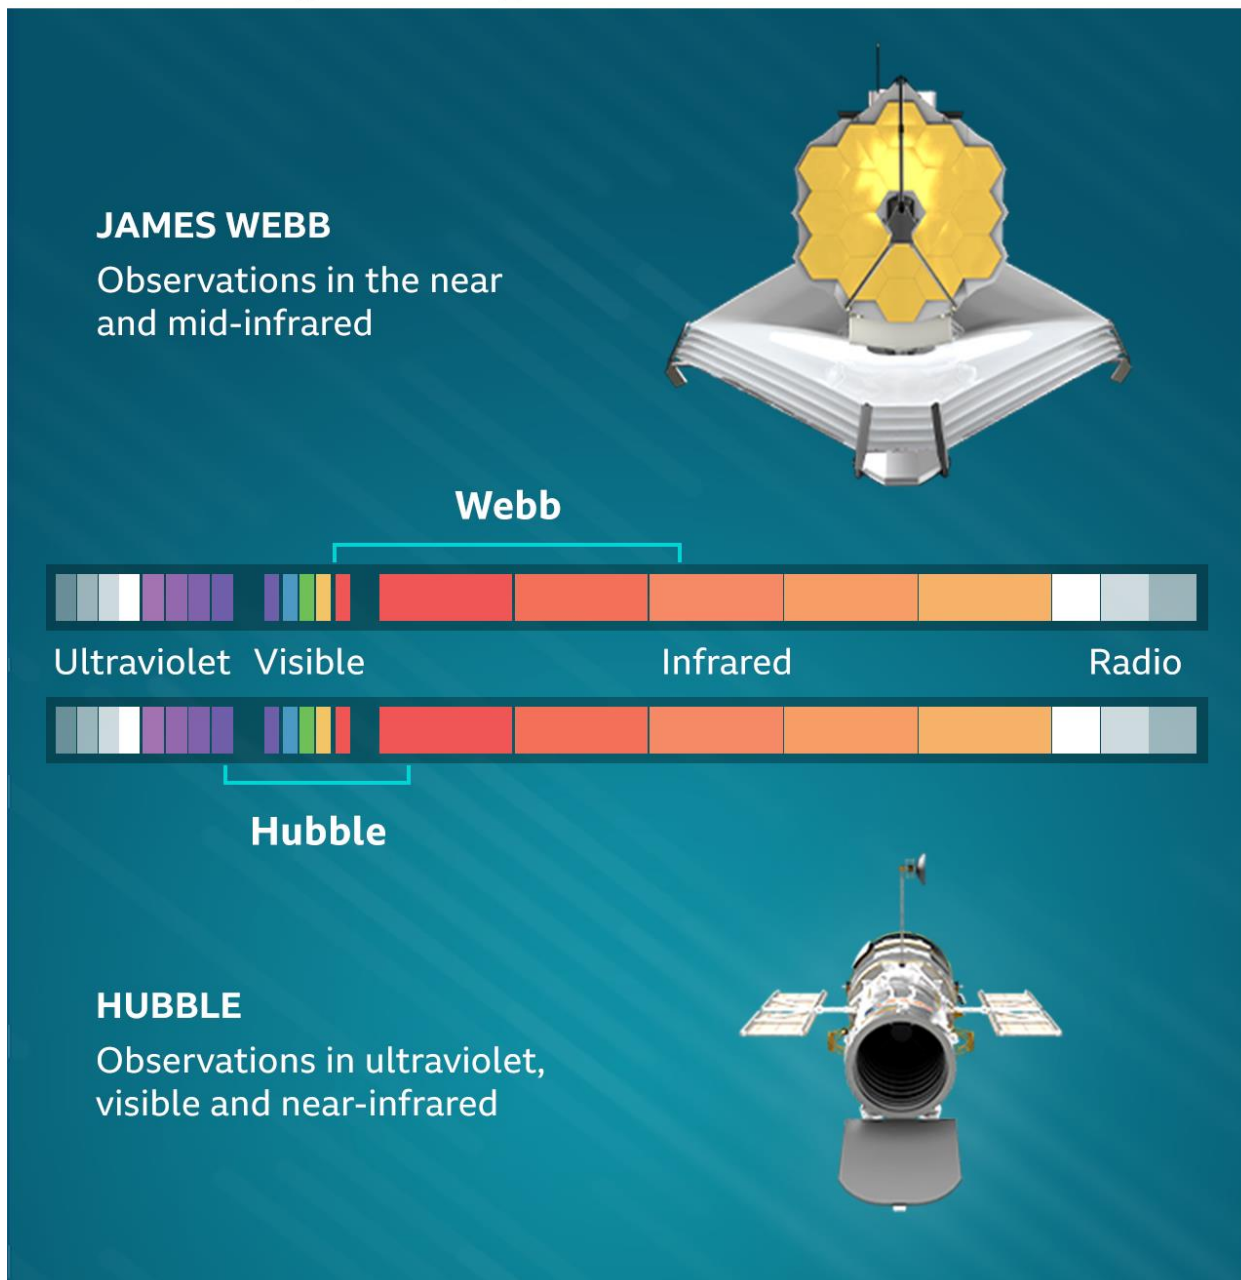 JAMES WEBB
Observations in the near
and mid-infrared
Webb
Ultraviolet Visible Infrared Radio
Hubble
HUBBLE
Observations in ultraviolet,
visible and near-infrared